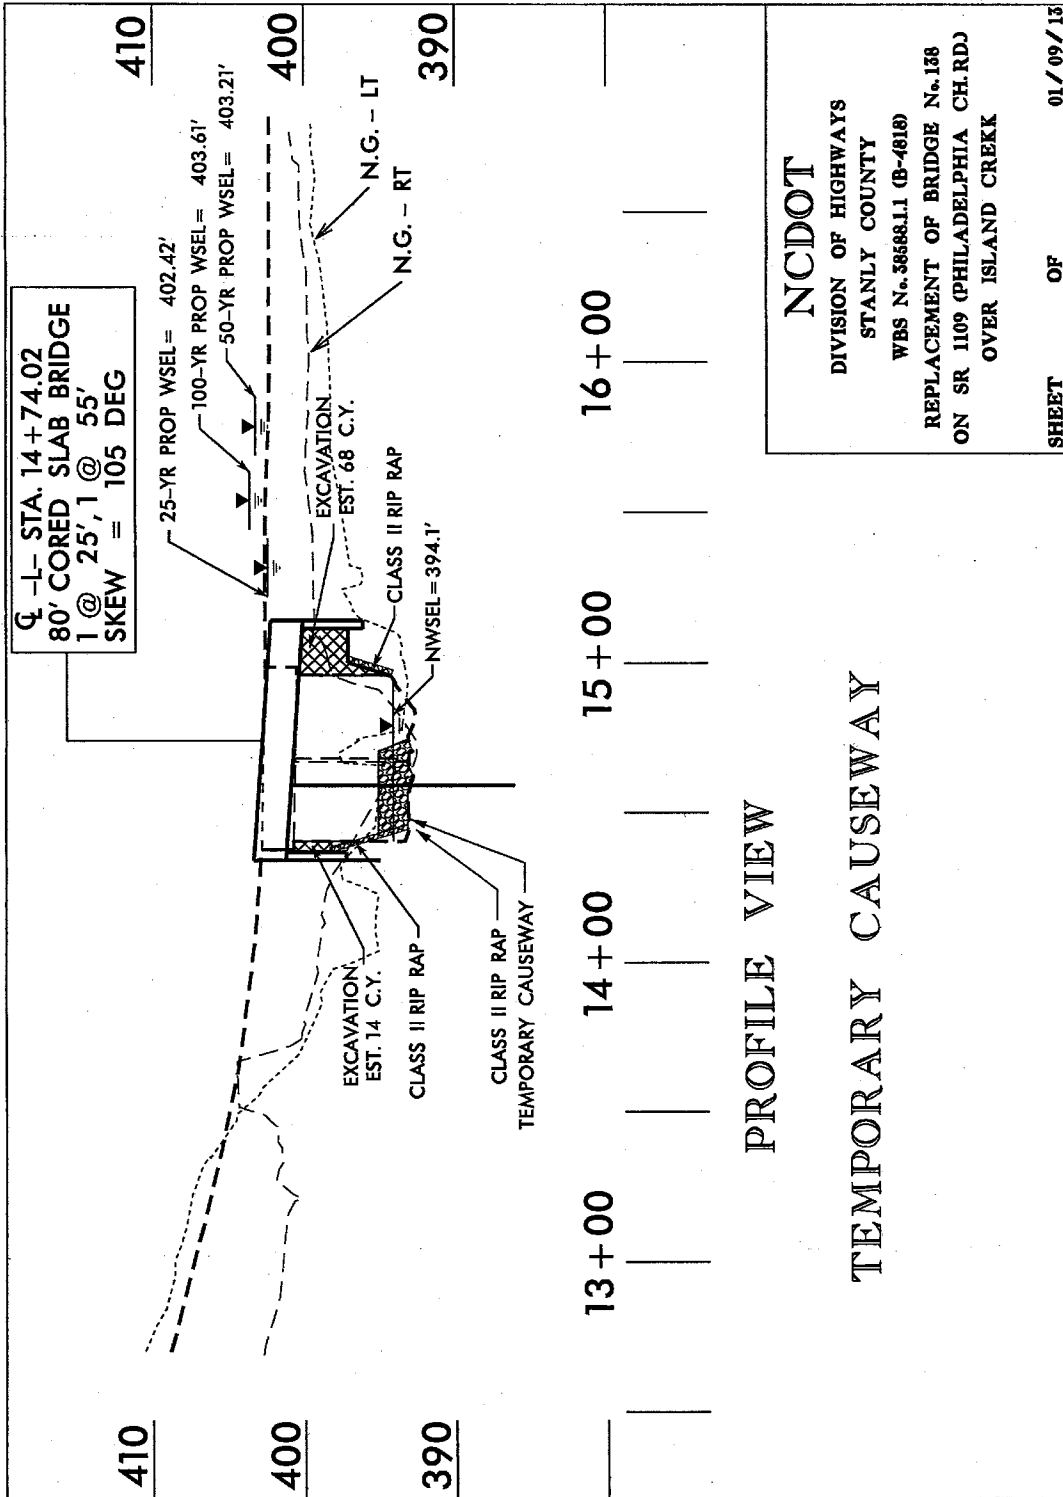 ℄ -L- STA. 14+74.02
80' CORED SLAB BRIDGE
1 @ 25', 1 @ 55'
SKEW = 105 DEG
410
400
390
410
400
390
25-YR PROP WSEL= 402.42'
100-YR PROP WSEL= 403.61'
50-YR PROP WSEL= 403.21'
N.G. - LT
N.G. - RT
EXCAVATION
EST. 68 C.Y.
CLASS II RIP RAP
NWSEL=394.1'
EXCAVATION
EST. 14 C.Y.
CLASS II RIP RAP
CLASS II RIP RAP
TEMPORARY CAUSEWAY
13+00
14+00
15+00
16+00
PROFILE VIEW
TEMPORARY CAUSEWAY
NCDOT
DIVISION OF HIGHWAYS
STANLY COUNTY
WBS No. 38588.1.1 (B-4818)
REPLACEMENT OF BRIDGE No. 138
ON SR 1109 (PHILADELPHIA CH. RD.)
OVER ISLAND CREKK
SHEET OF 01/09/13